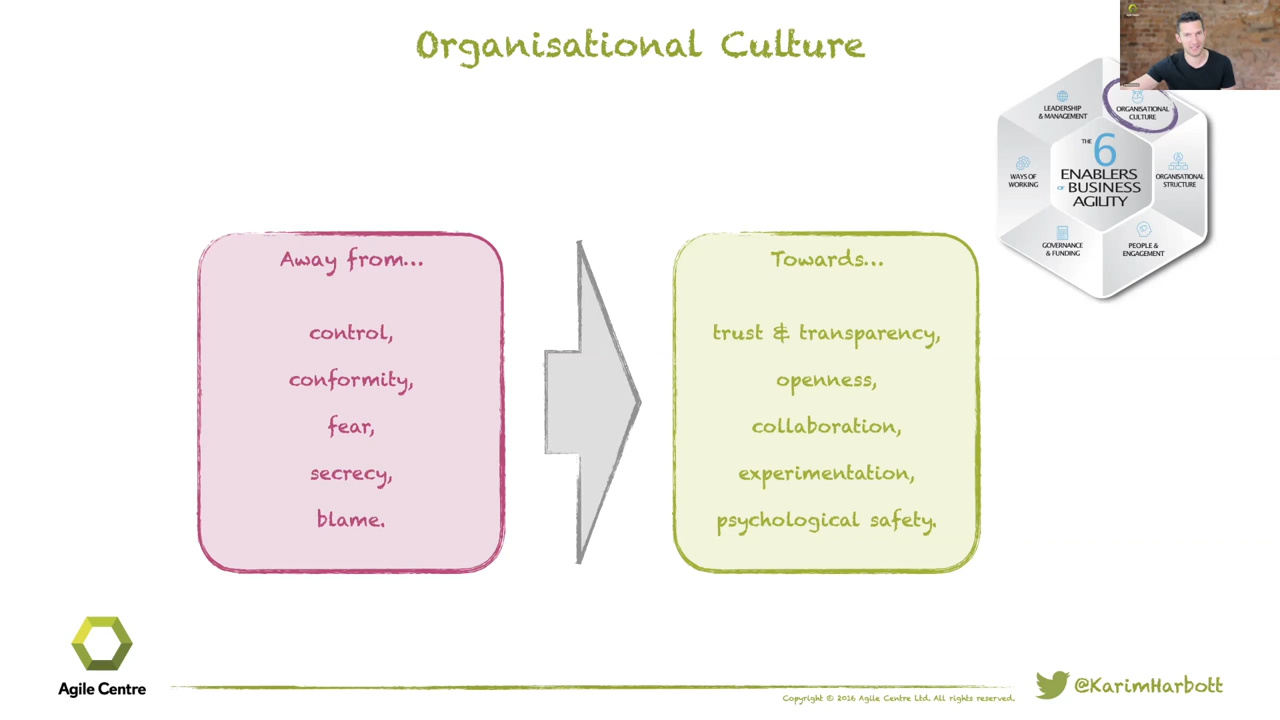 Organisational Culture
LEADERSHIP
& MANAGEMENT
ORGANISATIONAL
CULTURE
THE 6
ENABLERS
OF BUSINESS
AGILITY
WAYS OF
WORKING
ORGANISATIONAL
STRUCTURE
GOVERNANCE
& FUNDING
PEOPLE &
ENGAGEMENT
Away from...
control,
conformity,
fear,
secrecy,
blame.
Towards...
trust & transparency,
openness,
collaboration,
experimentation,
psychological safety.
Agile Centre
Copyright © 2016 Agile Centre Ltd. All rights reserved.
@KarimHarbott